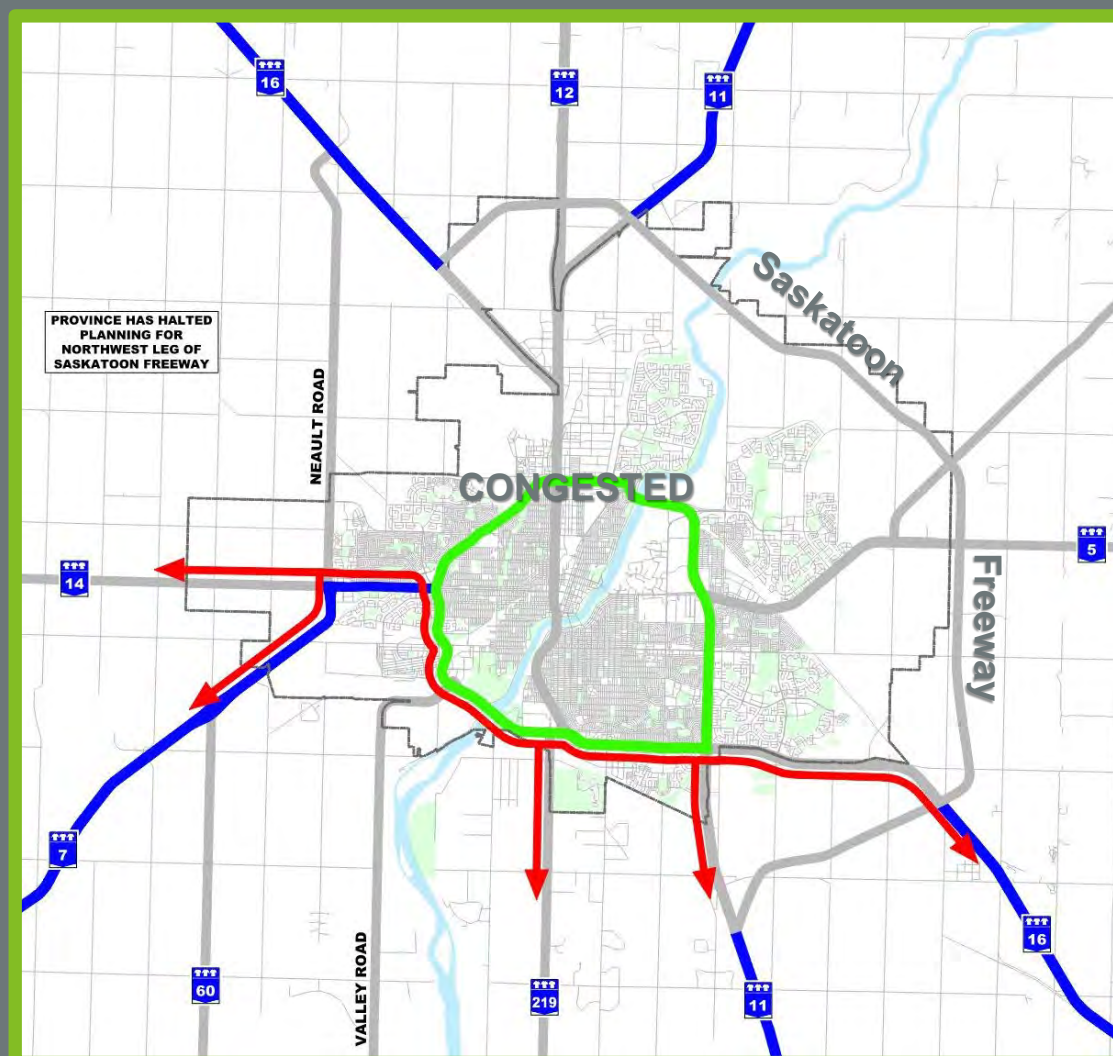 16
12
11
Saskatoon
PROVINCE HAS HALTED
PLANNING FOR
NORTHWEST LEG OF
SASKATOON FREEWAY
NEAULT ROAD
CONGESTED
5
14
Freeway
7
16
VALLEY ROAD
60
219
11